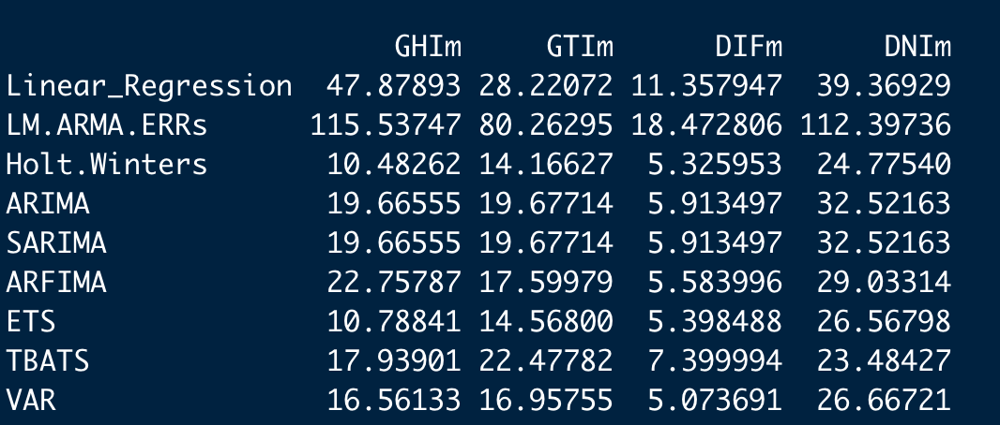 GHIm GTIm DIFm DNIm
Linear_Regression 47.87893 28.22072 11.357947 39.36929
LM.ARMA.ERRs 115.53747 80.26295 18.472806 112.39736
Holt.Winters 10.48262 14.16627 5.325953 24.77540
ARIMA 19.66555 19.67714 5.913497 32.52163
SARIMA 19.66555 19.67714 5.913497 32.52163
ARFIMA 22.75787 17.59979 5.583996 29.03314
ETS 10.78841 14.56800 5.398488 26.56798
TBATS 17.93901 22.47782 7.399994 23.48427
VAR 16.56133 16.95755 5.073691 26.66721